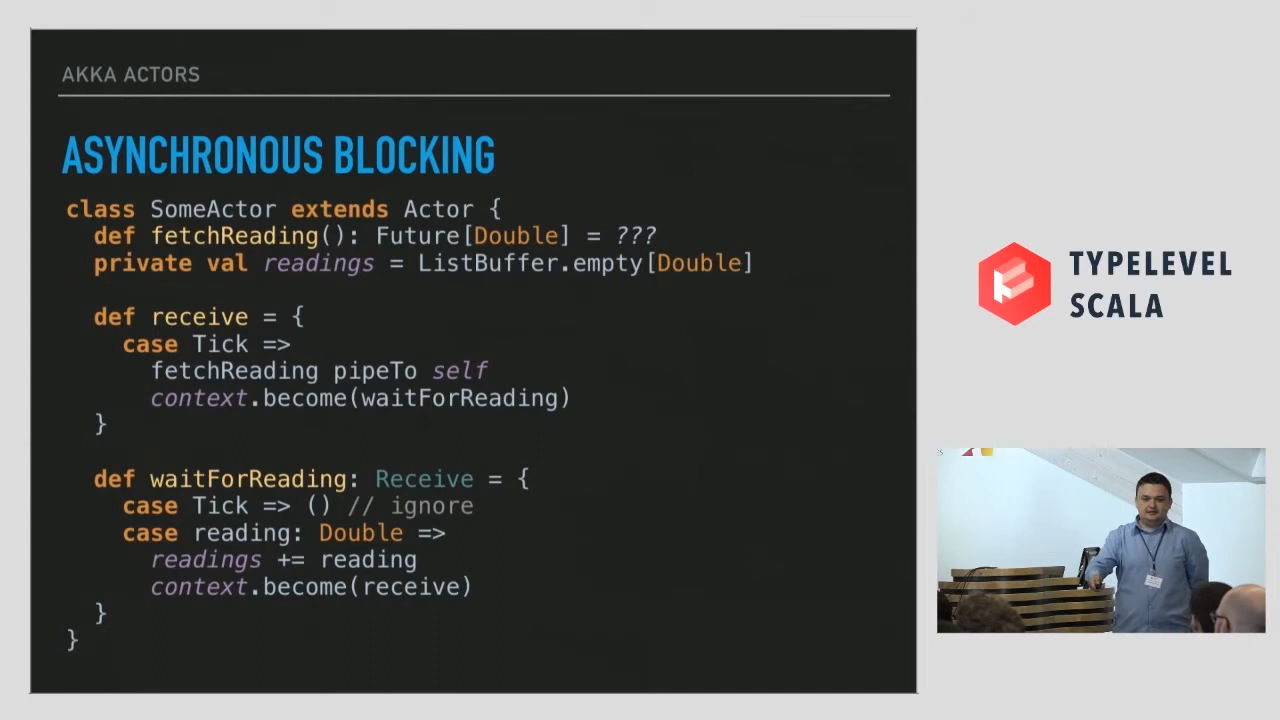 AKKA ACTORS
ASYNCHRONOUS BLOCKING
class SomeActor extends Actor {
  def fetchReading(): Future[Double] = ???
  private val readings = ListBuffer.empty[Double]

  def receive = {
    case Tick =>
      fetchReading pipeTo self
      context.become(waitForReading)
  }

  def waitForReading: Receive = {
    case Tick => () // ignore
    case reading: Double =>
      readings += reading
      context.become(receive)
  }
}
TYPELEVEL
SCALA